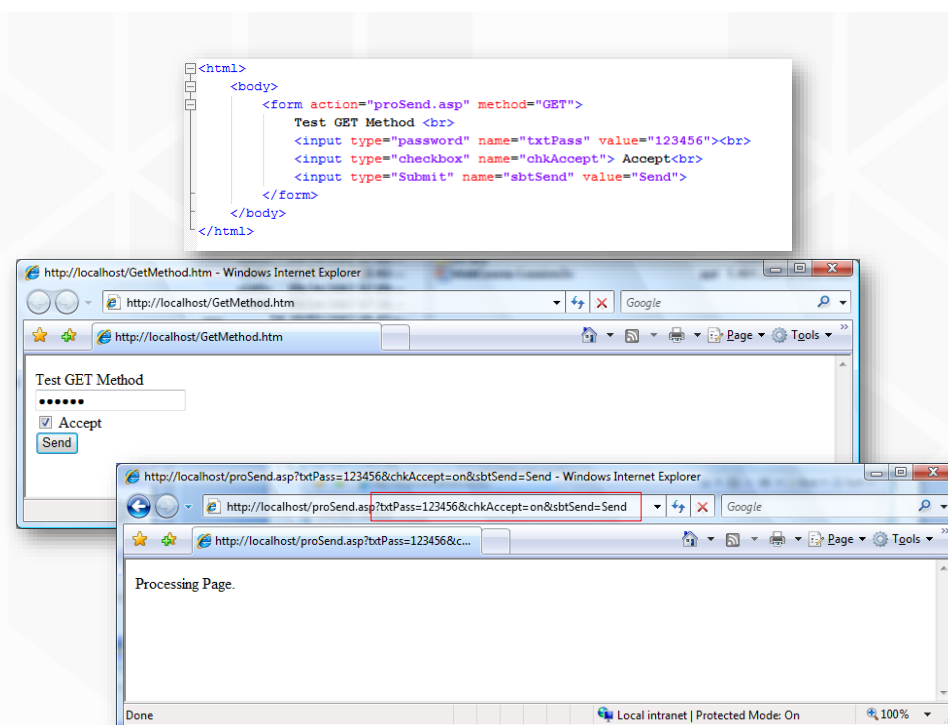 <html>
<body>
<form action="proSend.asp" method="GET">
Test GET Method <br>
<input type="password" name="txtPass" value="123456"><br>
<input type="checkbox" name="chkAccept"> Accept<br>
<input type="Submit" name="sbtSend" value="Send">
</form>
</body>
</html>
http://localhost/GetMethod.htm - Windows Internet Explorer
http://localhost/GetMethod.htm
Google
http://localhost/GetMethod.htm
Page
Tools
Test GET Method
••••••
Accept
Send
http://localhost/proSend.asp?txtPass=123456&chkAccept=on&sbtSend=Send - Windows Internet Explorer
http://localhost/proSend.asp?txtPass=123456&chkAccept=on&sbtSend=Send
Google
http://localhost/proSend.asp?txtPass=123456&c...
Page
Tools
Processing Page.
Done
Local intranet | Protected Mode: On
100%